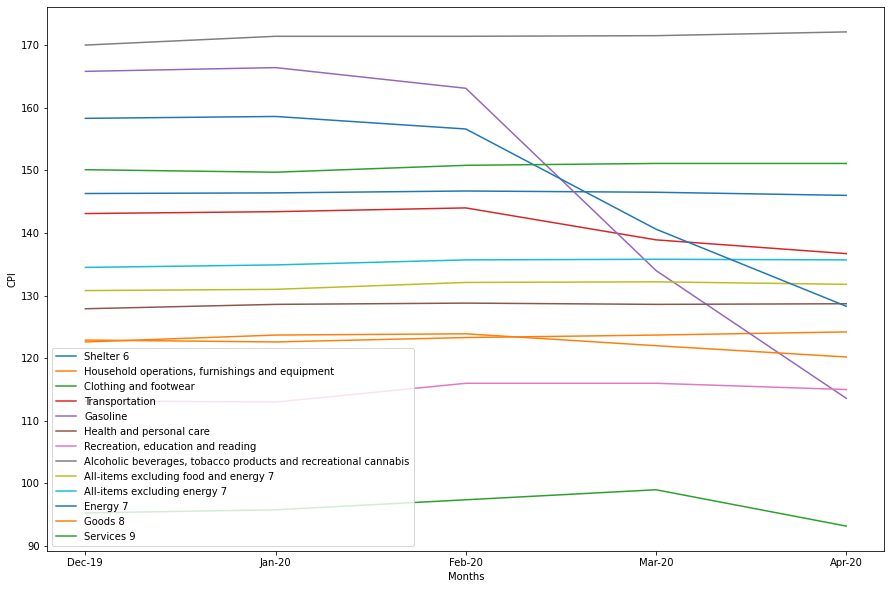 170
160
150
140
130
120
110
100
90
CPI
Shelter 6
Household operations, furnishings and equipment
Clothing and footwear
Transportation
Gasoline
Health and personal care
Recreation, education and reading
Alcoholic beverages, tobacco products and recreational cannabis
All-items excluding food and energy 7
All-items excluding energy 7
Energy 7
Goods 8
Services 9
Dec-19 Jan-20 Feb-20 Mar-20 Apr-20
Months